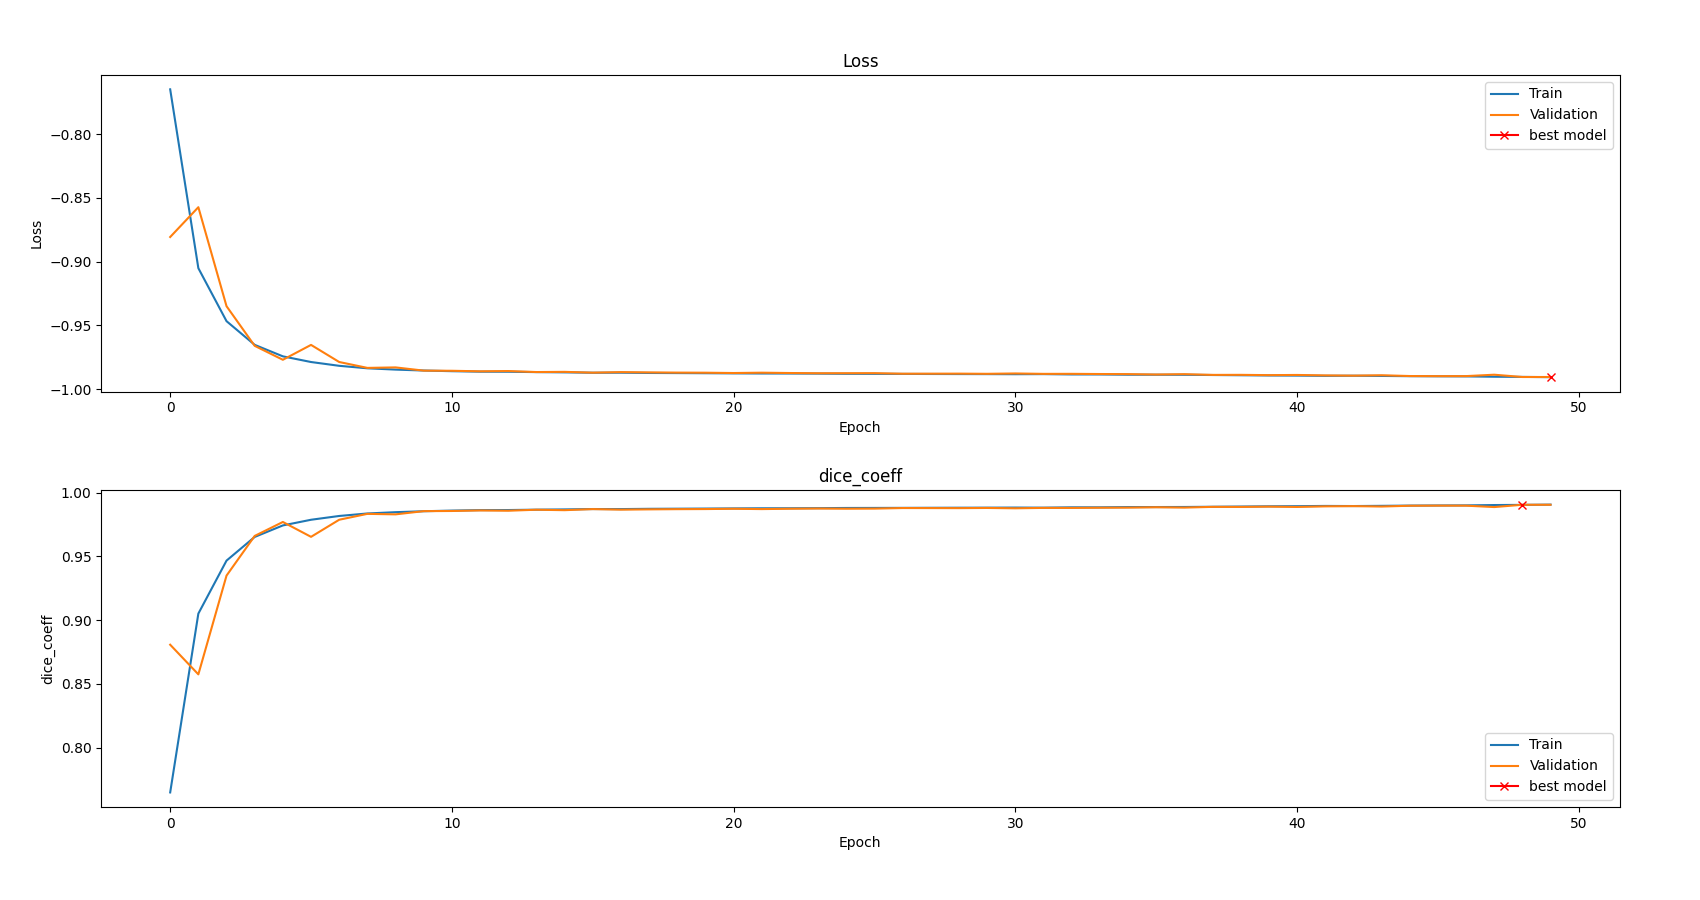 Loss
Train
Validation
best model
−0.80
−0.85
−0.90
−0.95
−1.00
Loss
0 10 20 30 40 50
Epoch
dice_coeff
1.00
0.95
0.90
0.85
0.80
dice_coeff
Train
Validation
best model
0 10 20 30 40 50
Epoch